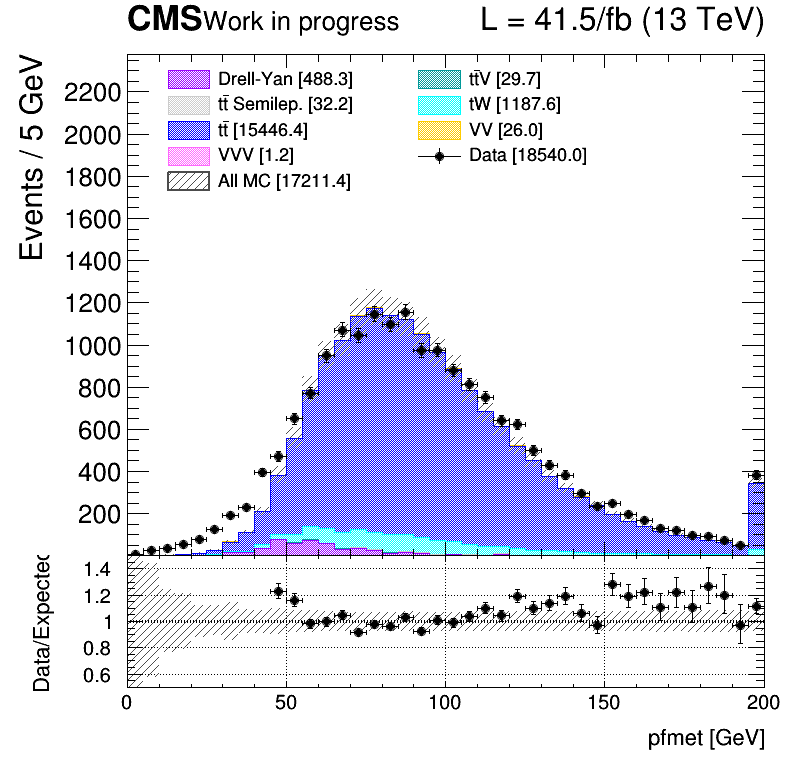 CMS Work in progress L = 41.5/fb (13 TeV)
Drell-Yan [488.3] tt̄V [29.7]
tt̄ Semilep. [32.2] tW [1187.6]
tt̄ [15446.4] VV [26.0]
VVV [1.2] Data [18540.0]
All MC [17211.4]
Events / 5 GeV
2200
2000
1800
1600
1400
1200
1000
800
600
400
200
Data/Expected
1.4
1.2
1
0.8
0.6
0 50 100 150 200
pfmet [GeV]